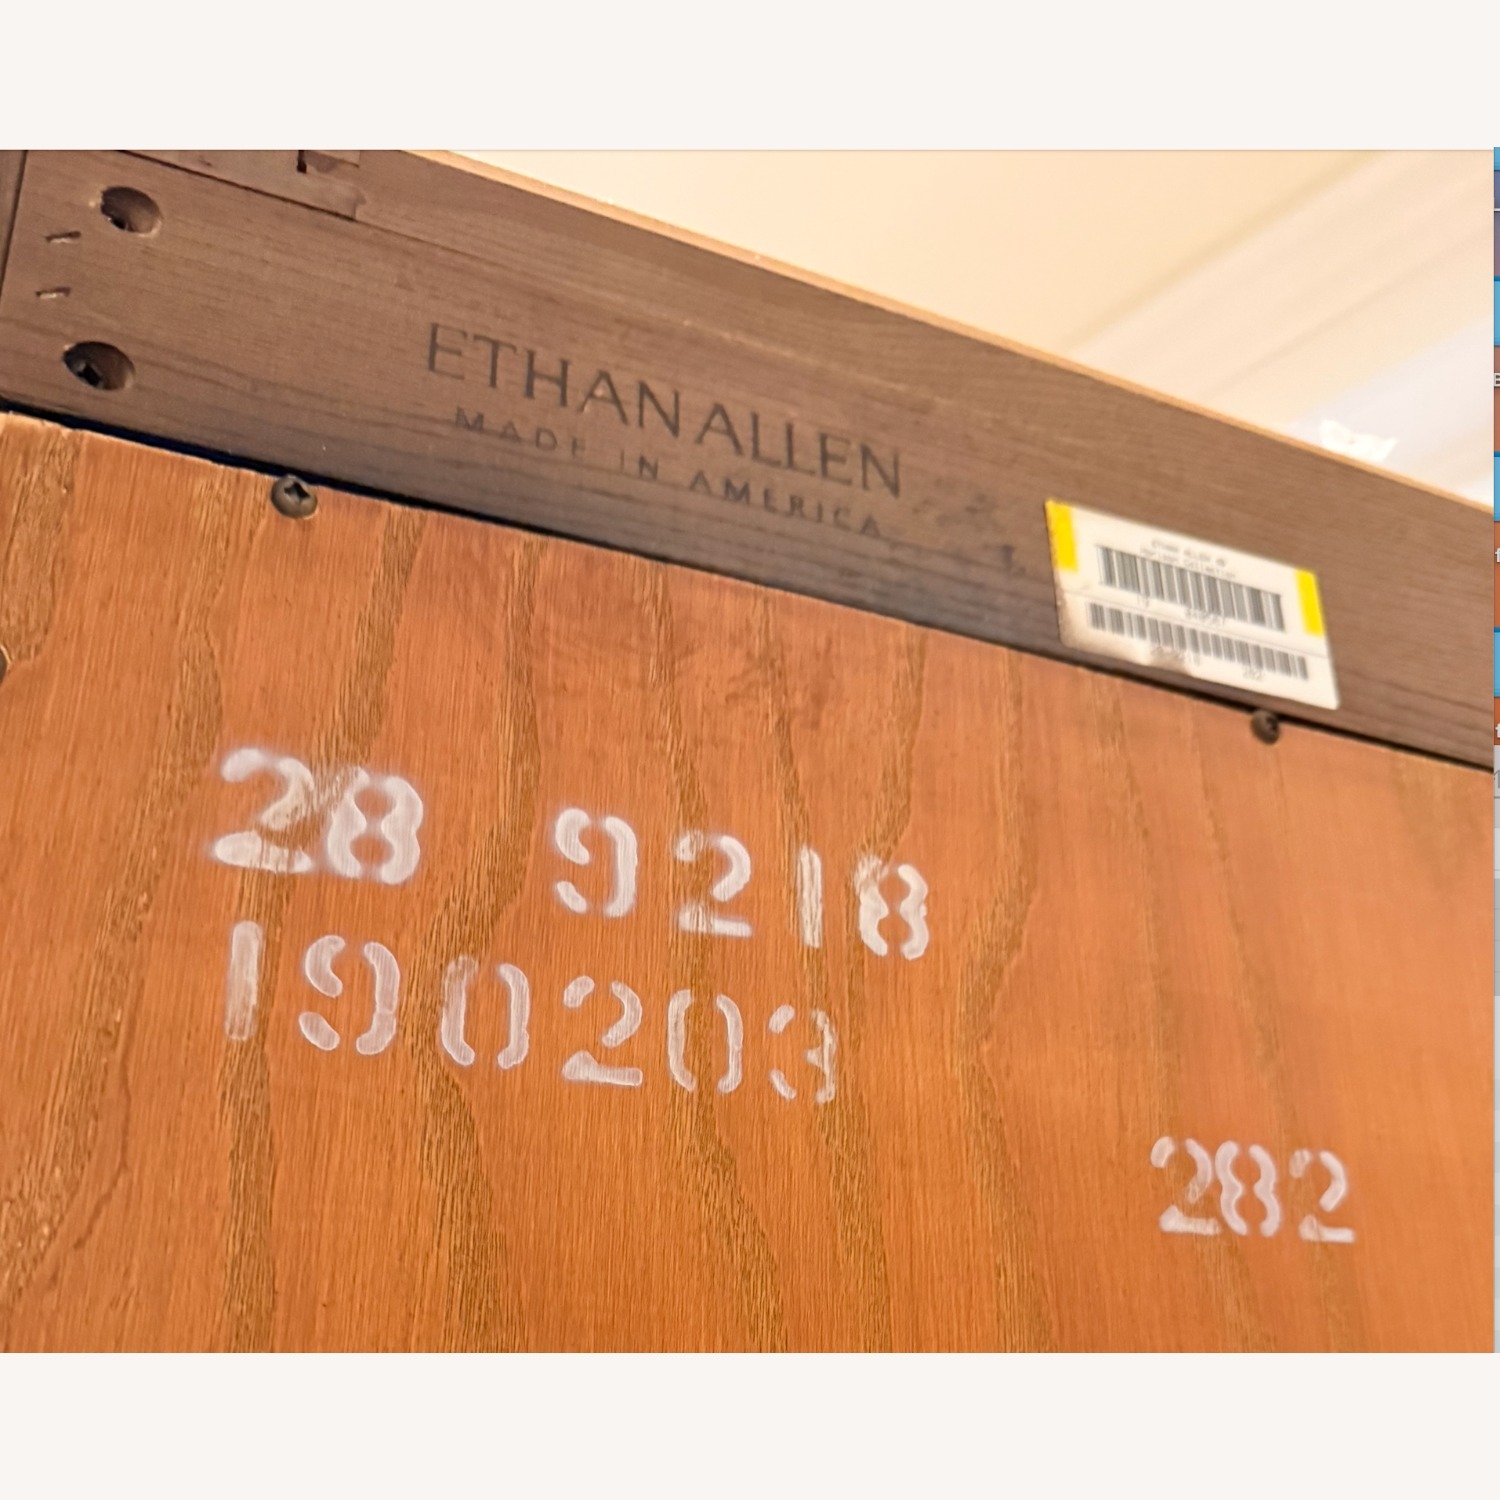 ETHAN ALLEN
MADE IN AMERICA
28 9218
190203
282